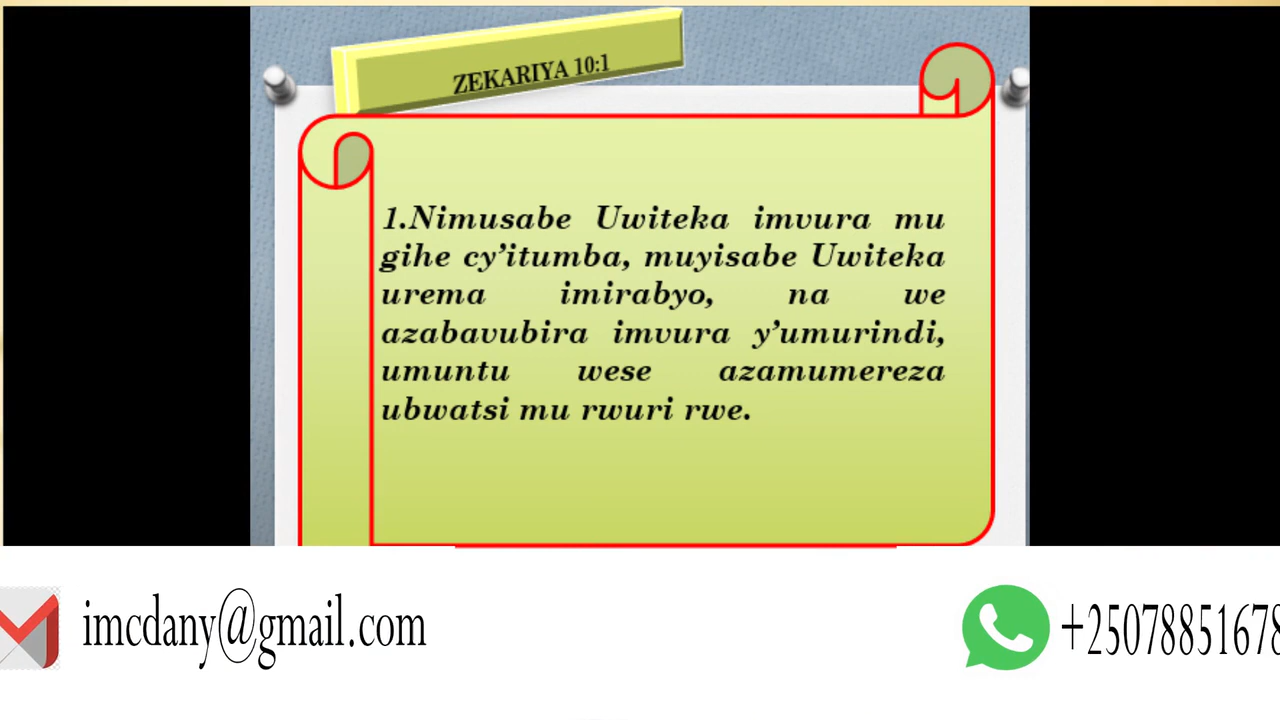 ZEKARIYA 10:1
1.Nimusabe Uwiteka imvura mu
gihe cy’itumba, muyisabe Uwiteka
urema imirabyo, na we
azabavubira imvura y’umurindi,
umuntu wese azamumereza
ubwatsi mu rwuri rwe.
imcdany@gmail.com
+25078851678